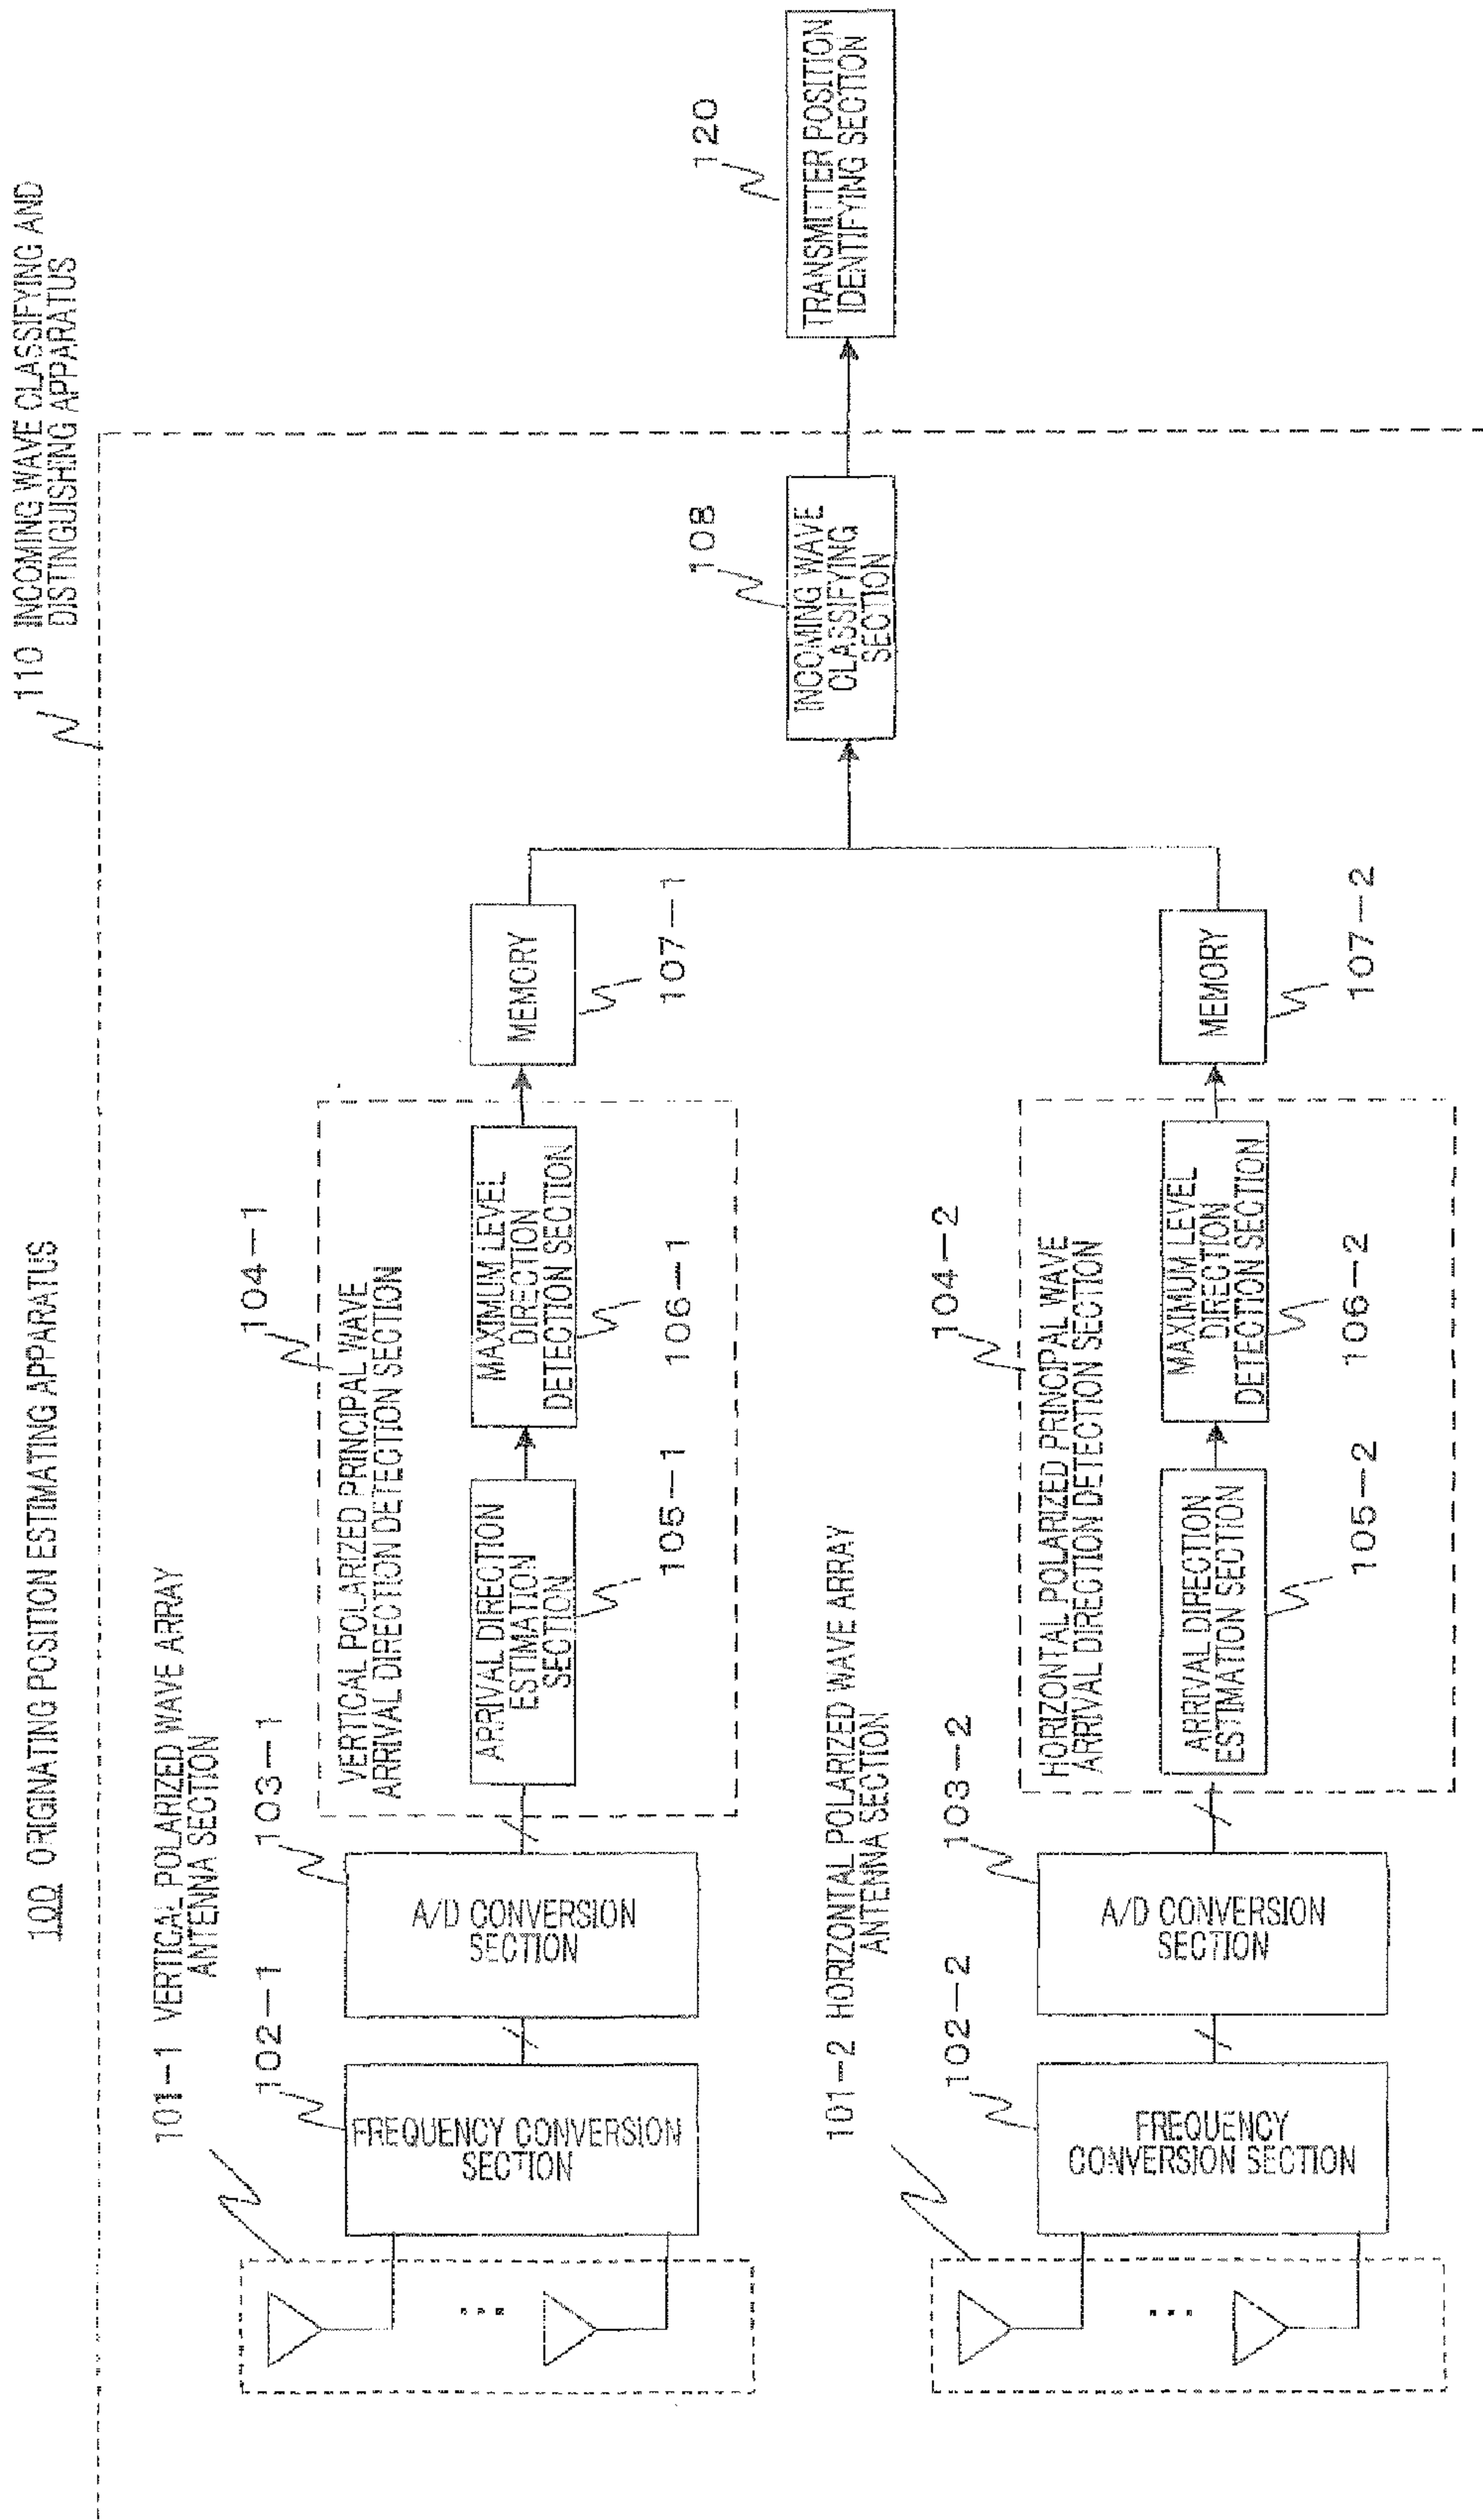 100 ORIGINATING POSITION ESTIMATING APPARATUS
110 INCOMING WAVE CLASSIFYING AND
DISTINGUISHING APPARATUS
101-1 VERTICAL POLARIZED WAVE ARRAY
ANTENNA SECTION
102-1
FREQUENCY CONVERSION
SECTION
103-1
A/D CONVERSION
SECTION
104-1
VERTICAL POLARIZED PRINCIPAL WAVE
ARRIVAL DIRECTION DETECTION SECTION
ARRIVAL DIRECTION
ESTIMATION
SECTION
105-1
MAXIMUM LEVEL
DIRECTION
DETECTION SECTION
106-1
MEMORY
107-1
108
INCOMING WAVE
CLASSIFYING
SECTION
120
TRANSMITTER POSITION
IDENTIFYING SECTION
101-2 HORIZONTAL POLARIZED WAVE ARRAY
ANTENNA SECTION
102-2
FREQUENCY
CONVERSION SECTION
103-2
A/D CONVERSION
SECTION
104-2
HORIZONTAL POLARIZED PRINCIPAL WAVE
ARRIVAL DIRECTION DETECTION SECTION
ARRIVAL DIRECTION
ESTIMATION SECTION
105-2
MAXIMUM LEVEL
DIRECTION
DETECTION SECTION
106-2
MEMORY
107-2